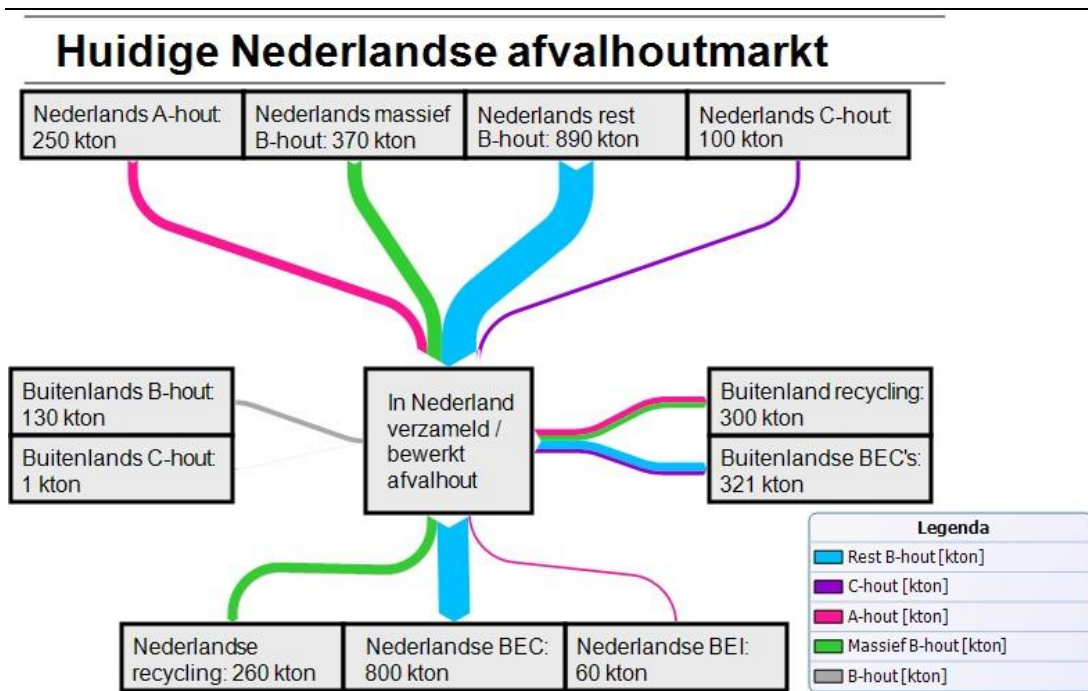 Huidige Nederlandse afvalhoutmarkt
Nederlands A-hout:
250 kton
Nederlands massief
B-hout: 370 kton
Nederlands rest
B-hout: 890 kton
Nederlands C-hout:
100 kton
Buitenlands B-hout:
130 kton
Buitenlands C-hout:
1 kton
In Nederland
verzameld /
bewerkt
afvalhout
Buitenland recycling:
300 kton
Buitenlandse BEC's:
321 kton
Nederlandse
recycling: 260 kton
Nederlandse BEC:
800 kton
Nederlandse BEI:
60 kton
Legenda
Rest B-hout [kton]
C-hout [kton]
A-hout [kton]
Massief B-hout [kton]
B-hout [kton]